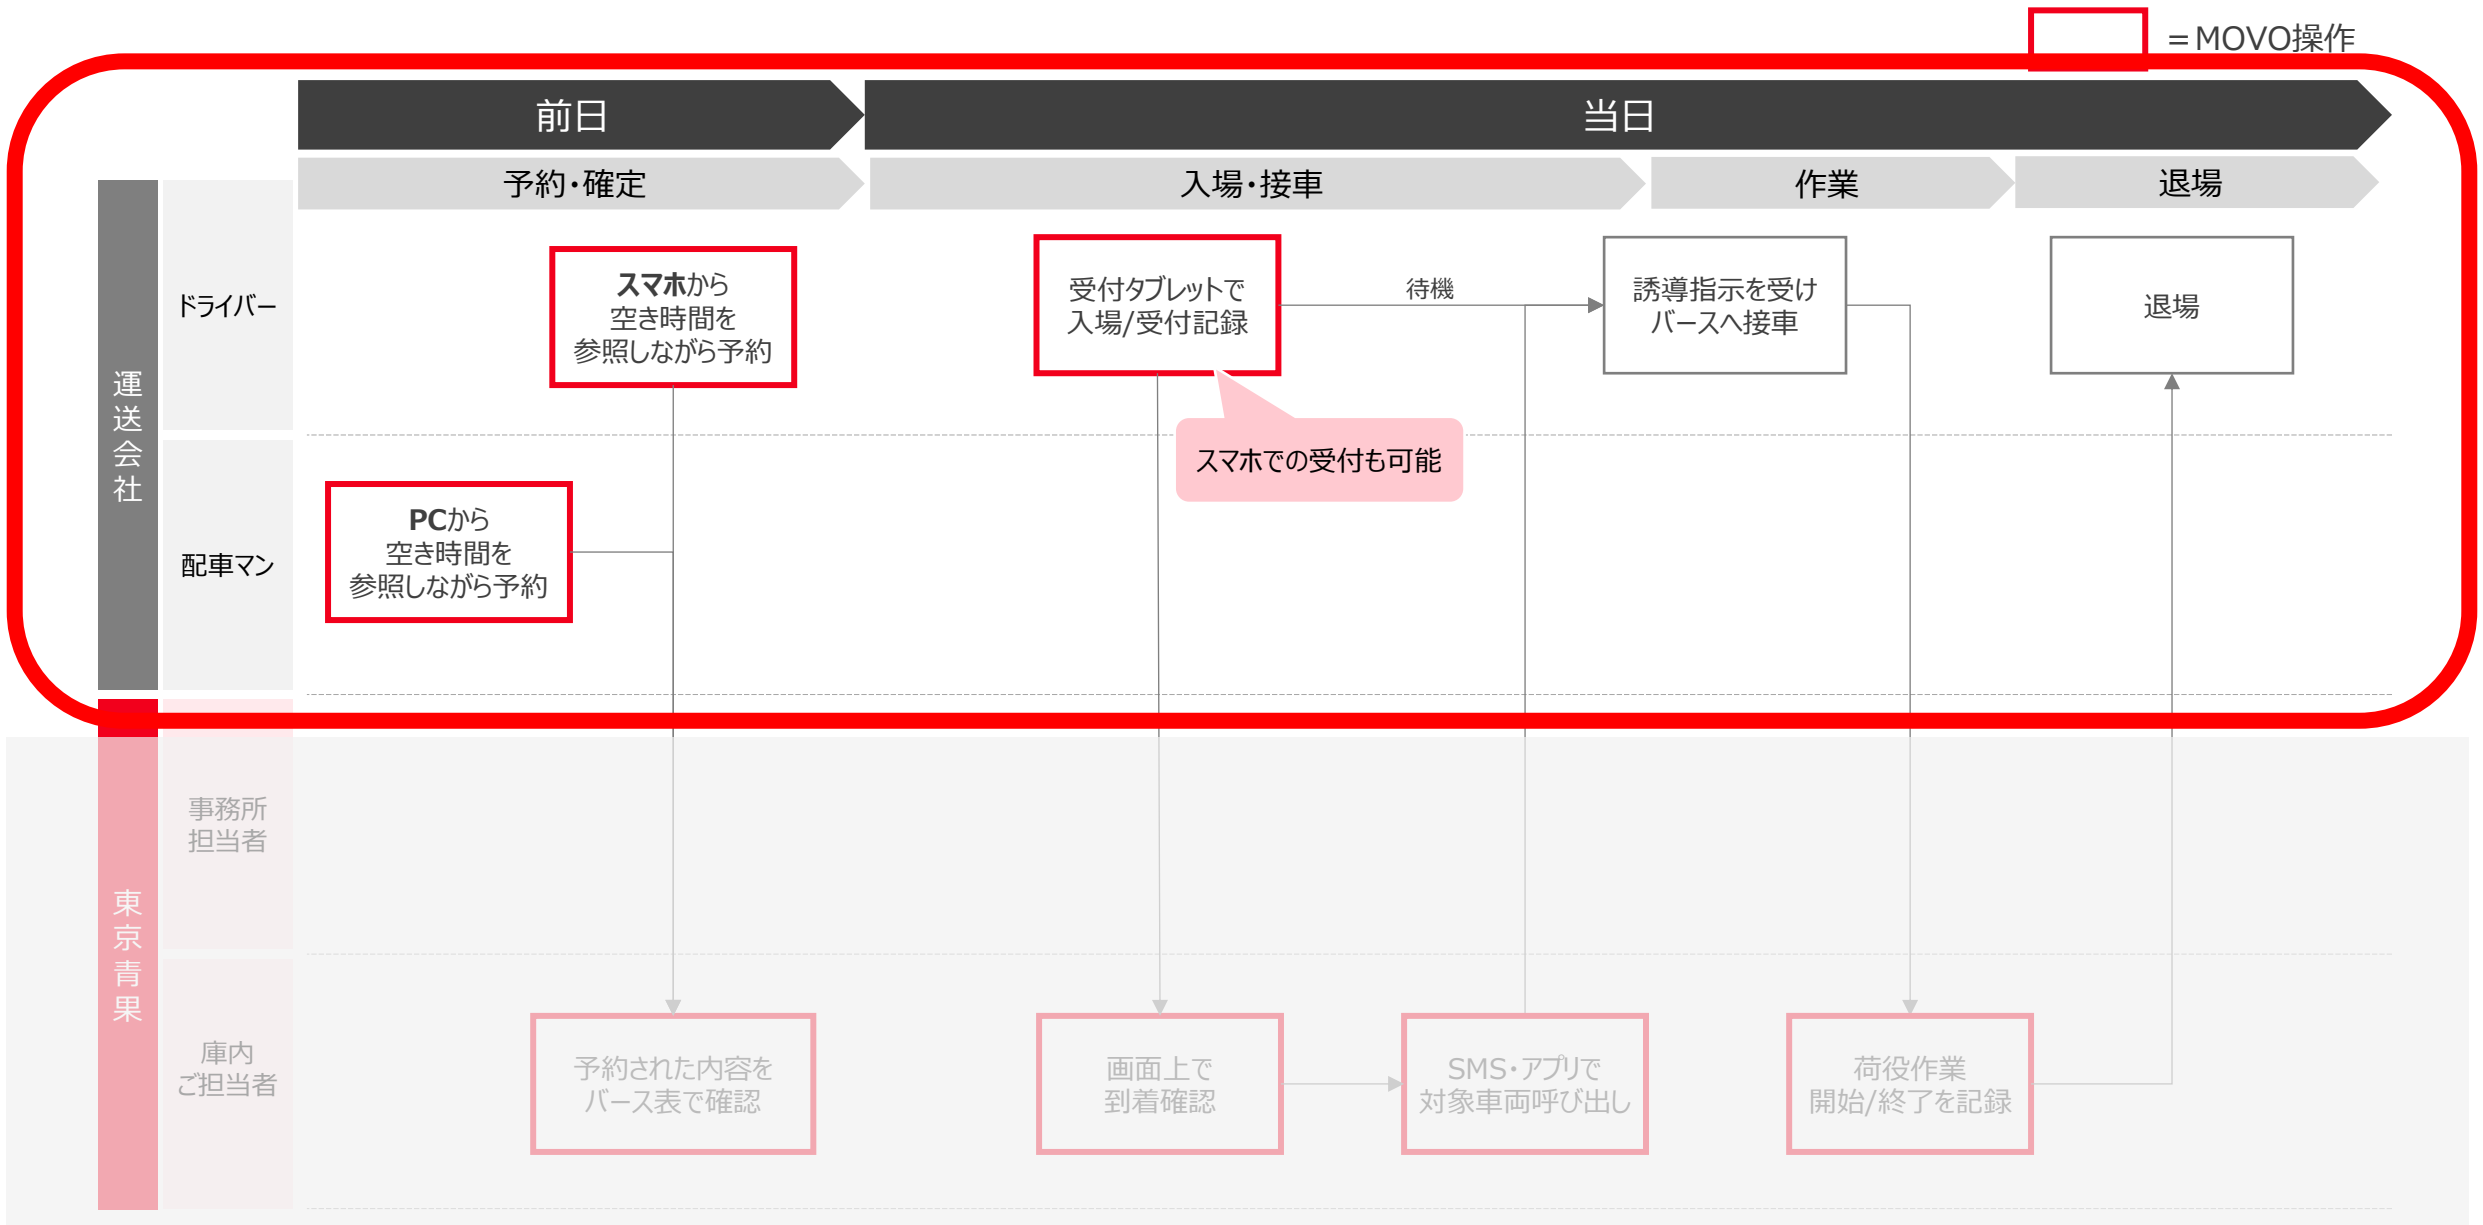 ＝MOVO操作
前日
当日
予約・確定
入場・接車
作業
退場
運送会社
ドライバー
スマホから
空き時間を
参照しながら予約
受付タブレットで
入場/受付記録
待機
誘導指示を受け
バースへ接車
退場
スマホでの受付も可能
配車マン
PCから
空き時間を
参照しながら予約
東京青果
事務所
担当者
庫内
ご担当者
予約された内容を
バース表で確認
画面上で
到着確認
SMS・アプリで
対象車両呼び出し
荷役作業
開始/終了を記録